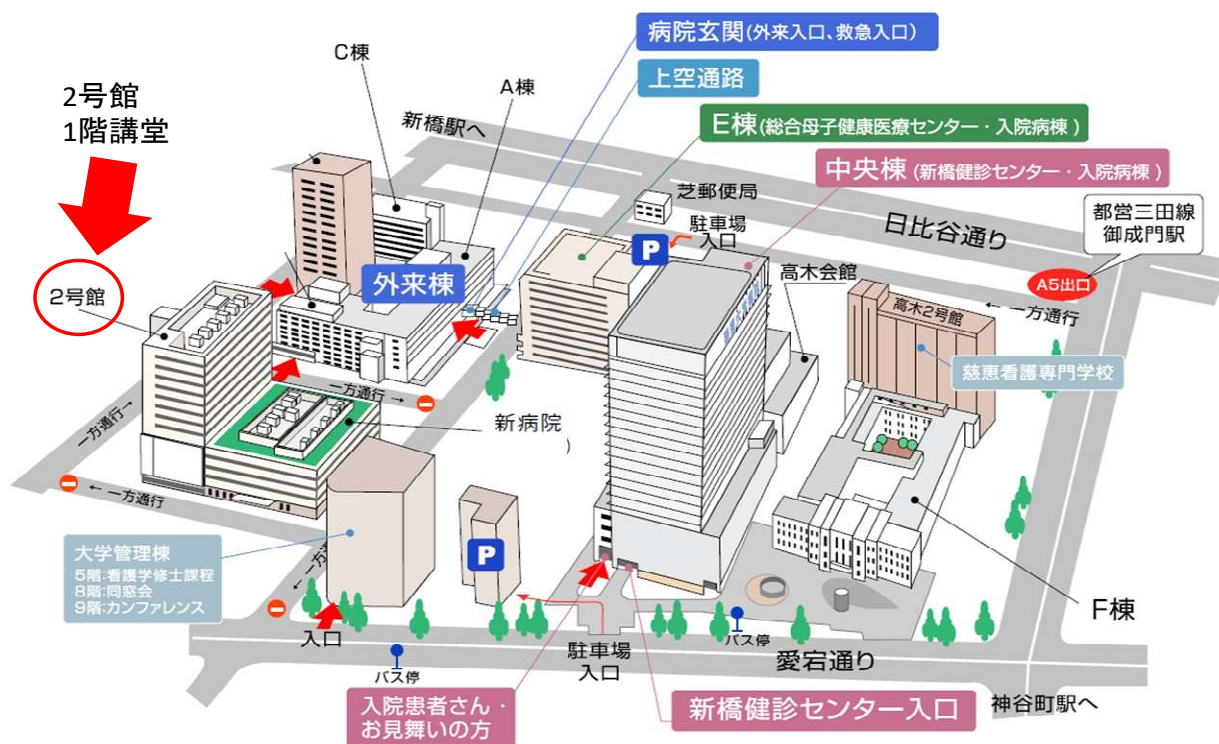 病院玄関(外来入口、救急入口)
C棟
上空通路
A棟
2号館
1階講堂
新橋駅へ
E棟(総合母子健康医療センター・入院病棟)
中央棟(新橋健診センター・入院病棟)
芝郵便局
日比谷通り
都営三田線
御成門駅
駐車場
入口
P
高木会館
A5出口
外来棟
2号館
← 一方通行
高木2号館
慈恵看護専門学校
一方通行→
一方通行 →
新病院
)
← 一方通行
大学管理棟
5階:看護学修士課程
8階:同窓会
9階:カンファレンス
← 一方
P
F棟
入口
バス停
駐車場
入口
バス停
愛宕通り
入院患者さん・
お見舞いの方
新橋健診センター入口
神谷町駅へ